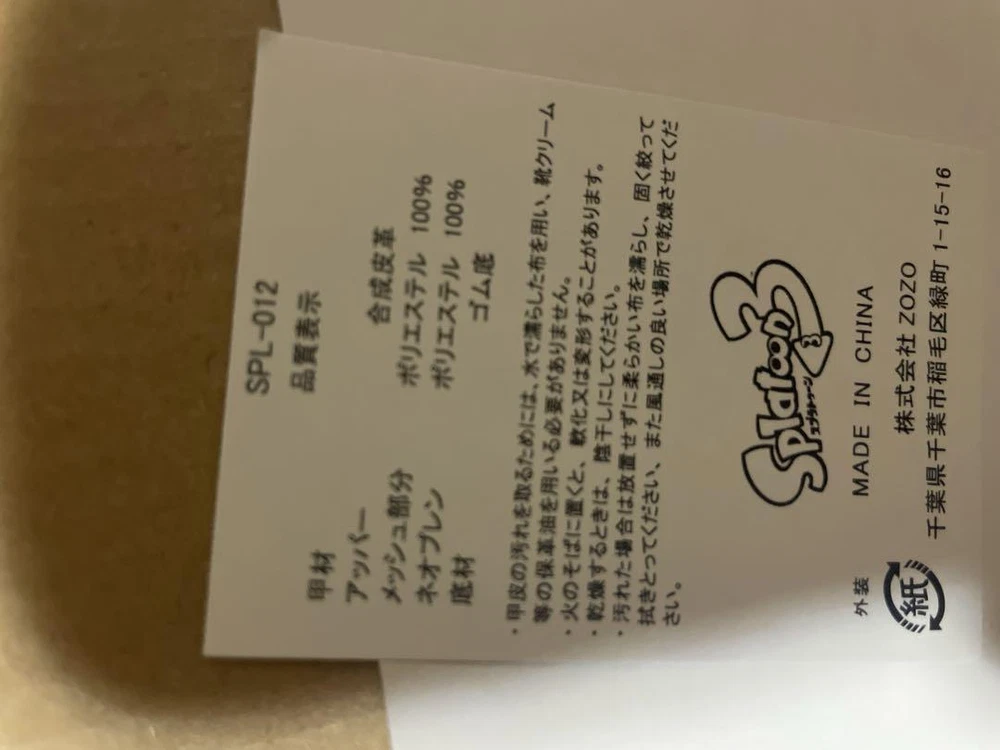 SPL-012
品質表示
甲材
アッパー 合成皮革
メッシュ部分 ポリエステル 100%
ネオプレン ポリエステル 100%
底材 ゴム底
・甲皮の汚れを取るためには、水で濡らした布を用い、靴クリーム
等の保革油を用いる必要がありません。
・火のそばに置くと、軟化又は変形することがあります。
・乾燥するときは、陰干しにしてください。
・汚れた場合は放置せずに柔らかい布を濡らし、固く絞って
拭きとってください、また風通しの良い場所で乾燥させてくだ
さい。
Splatoon 3
スプラトゥーン
MADE IN CHINA
株式会社 ZOZO
千葉県千葉市稲毛区緑町 1-15-16
外装
紙